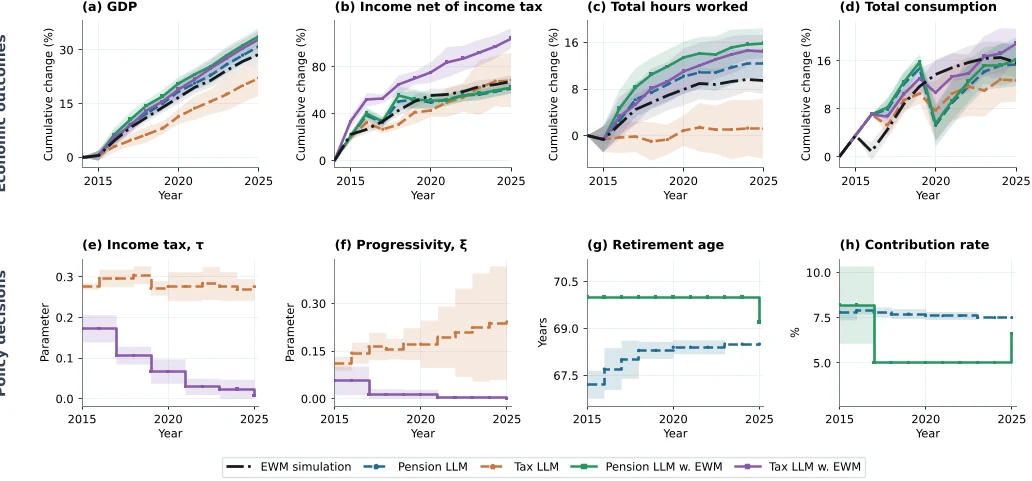 Economic outcomes
(a) GDP
Cumulative change (%)
30
15
0
2015 2020 2025
Year
(b) Income net of income tax
Cumulative change (%)
80
40
0
2015 2020 2025
Year
(c) Total hours worked
Cumulative change (%)
16
8
0
2015 2020 2025
Year
(d) Total consumption
Cumulative change (%)
16
8
0
2015 2020 2025
Year
Policy decisions
(e) Income tax, τ
Parameter
0.3
0.2
0.1
0.0
2015 2020 2025
Year
(f) Progressivity, ξ
Parameter
0.30
0.15
0.00
2015 2020 2025
Year
(g) Retirement age
Years
70.5
69.0
67.5
2015 2020 2025
Year
(h) Contribution rate
%
10.0
7.5
5.0
2015 2020 2025
Year
EWM simulation Pension LLM Tax LLM Pension LLM w. EWM Tax LLM w. EWM